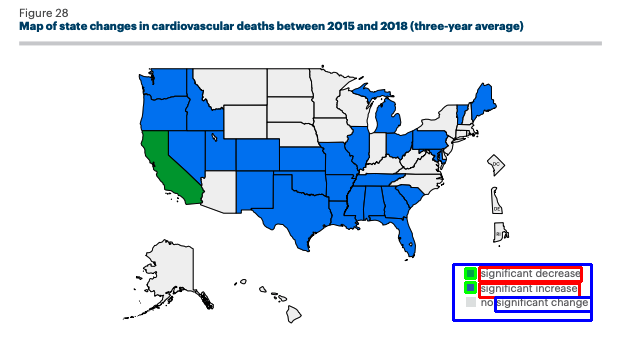 Figure 28
Map of state changes in cardiovascular deaths between 2015 and 2018 (three-year average)
DC
DE
RI
significant decrease
significant increase
no significant change